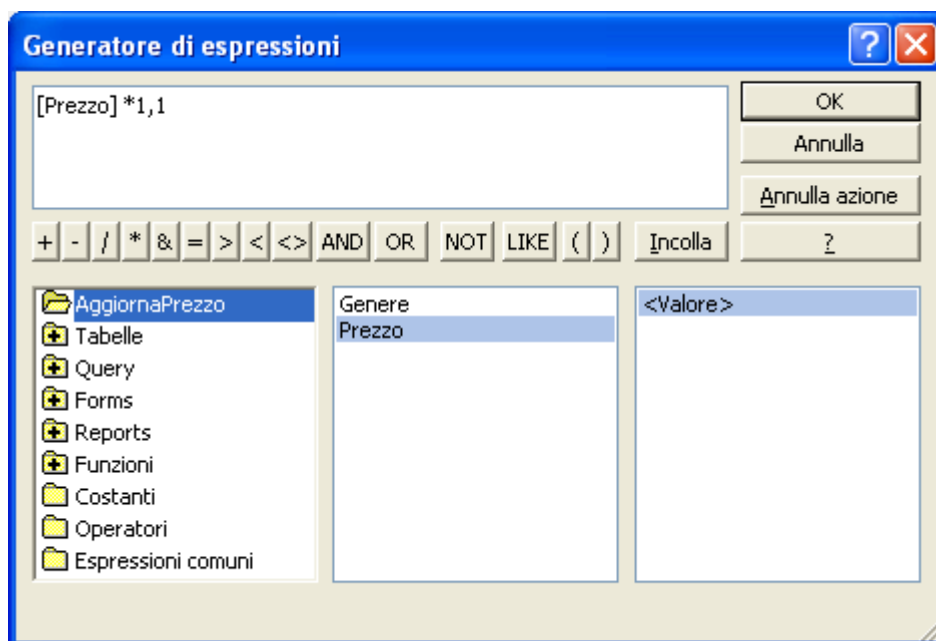 Generatore di espressioni
[Prezzo] *1,1
OK
Annulla
Annulla azione
+ - / * & = > < <> AND OR NOT LIKE ( ) Incolla ?
AggiornaPrezzo
Tabelle
Query
Forms
Reports
Funzioni
Costanti
Operatori
Espressioni comuni
Genere
Prezzo
<Valore>